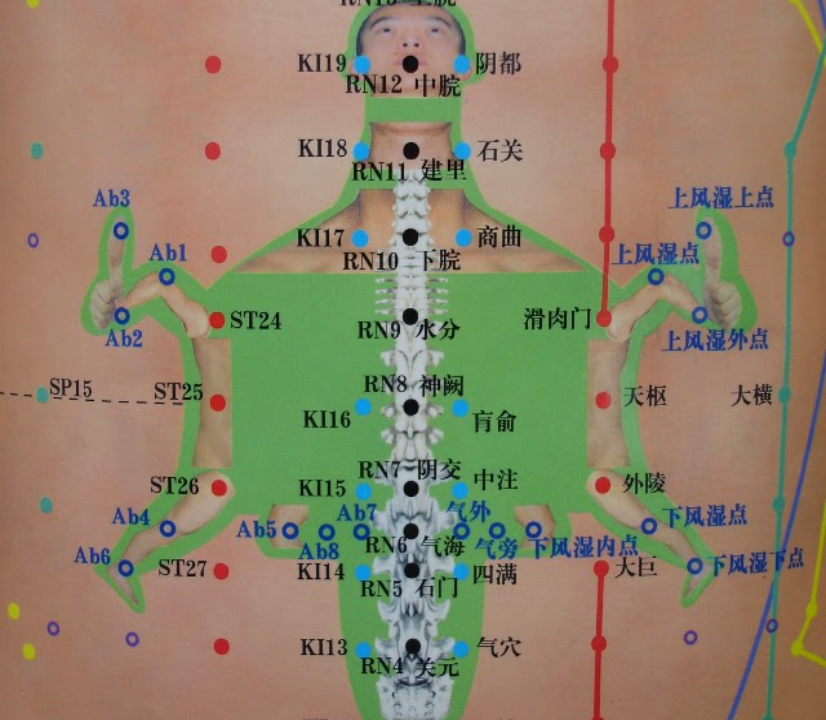 KI19 阴都
RN12 中脘
KI18 石关
RN11 建里
Ab3 上风湿上点
KI17 商曲
Ab1 RN10 下脘 上风湿点
ST24 滑肉门
Ab2 RN9 水分 上风湿外点
SP15 ST25 RN8 神阙 天枢 大横
KI16 肓俞
RN7 阴交
ST26 KI15 中注 外陵
Ab4 Ab5 Ab7 气外 下风湿点
Ab8 RN6 气海 气旁 下风湿内点
Ab6 ST27 KI14 四满 大巨 下风湿下点
RN5 石门
KI13 气穴
RN4 关元